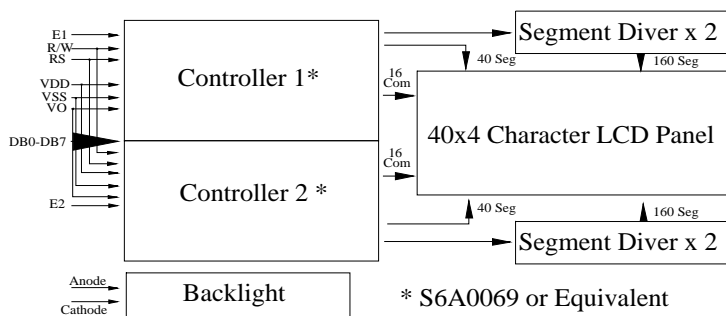 E1
R/W
RS
VDD
VSS
VO
DB0-DB7
E2
Controller 1*
Controller 2 *
Segment Diver x 2
40 Seg
160 Seg
16
Com
40x4 Character LCD Panel
16
Com
40 Seg
160 Seg
Segment Diver x 2
Anode
Cathode
Backlight
* S6A0069 or Equivalent